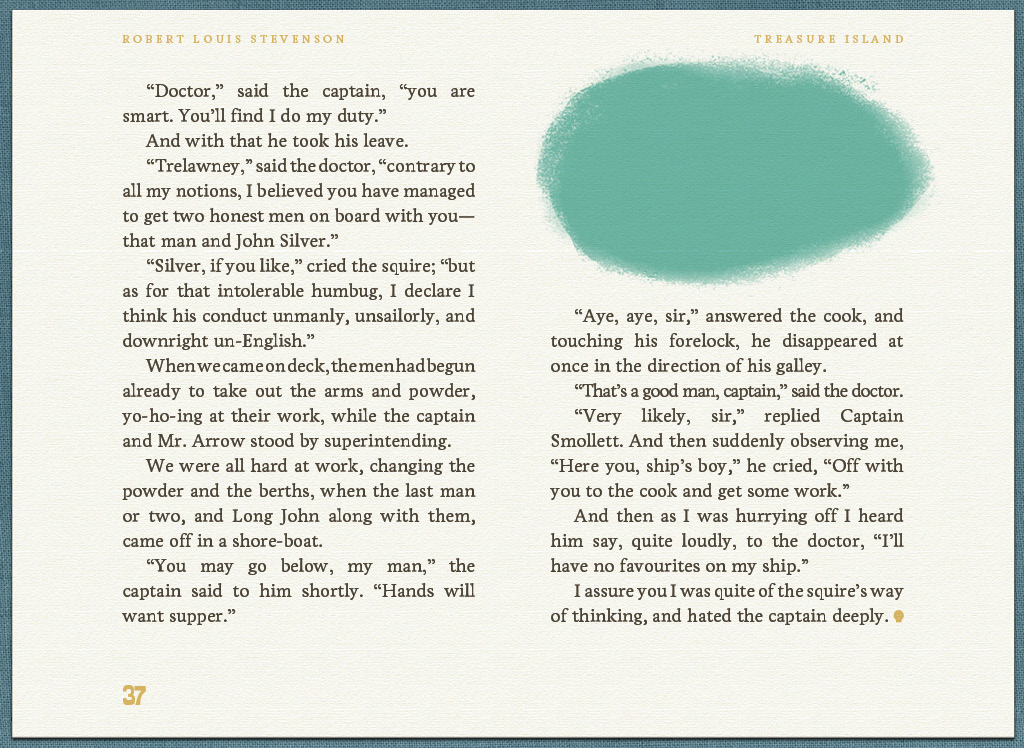 ROBERT LOUIS STEVENSON
TREASURE ISLAND
“Doctor,” said the captain, “you are
smart. You’ll find I do my duty.”
And with that he took his leave.
“Trelawney,” said the doctor, “contrary to
all my notions, I believed you have managed
to get two honest men on board with you—
that man and John Silver.”
“Silver, if you like,” cried the squire; “but
as for that intolerable humbug, I declare I
think his conduct unmanly, unsailorly, and
downright un-English.”
When we came on deck, the men had begun
already to take out the arms and powder,
yo-ho-ing at their work, while the captain
and Mr. Arrow stood by superintending.
We were all hard at work, changing the
powder and the berths, when the last man
or two, and Long John along with them,
came off in a shore-boat.
“You may go below, my man,” the
captain said to him shortly. “Hands will
want supper.”
“Aye, aye, sir,” answered the cook, and
touching his forelock, he disappeared at
once in the direction of his galley.
“That’s a good man, captain,” said the doctor.
“Very likely, sir,” replied Captain
Smollett. And then suddenly observing me,
“Here you, ship’s boy,” he cried, “Off with
you to the cook and get some work.”
And then as I was hurrying off I heard
him say, quite loudly, to the doctor, “I’ll
have no favourites on my ship.”
I assure you I was quite of the squire’s way
of thinking, and hated the captain deeply.
37